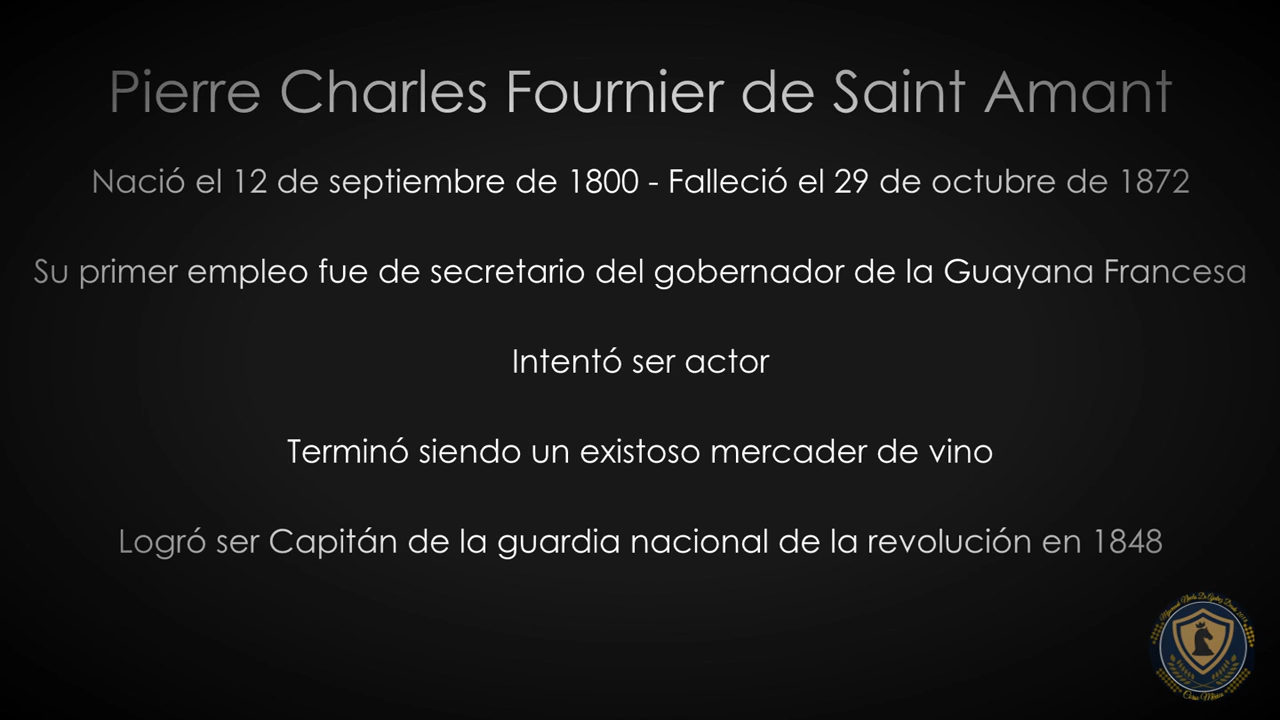 Pierre Charles Fournier de Saint Amant
Nació el 12 de septiembre de 1800 - Falleció el 29 de octubre de 1872
Su primer empleo fue de secretario del gobernador de la Guayana Francesa
Intentó ser actor
Terminó siendo un existoso mercader de vino
Logró ser Capitán de la guardia nacional de la revolución en 1848